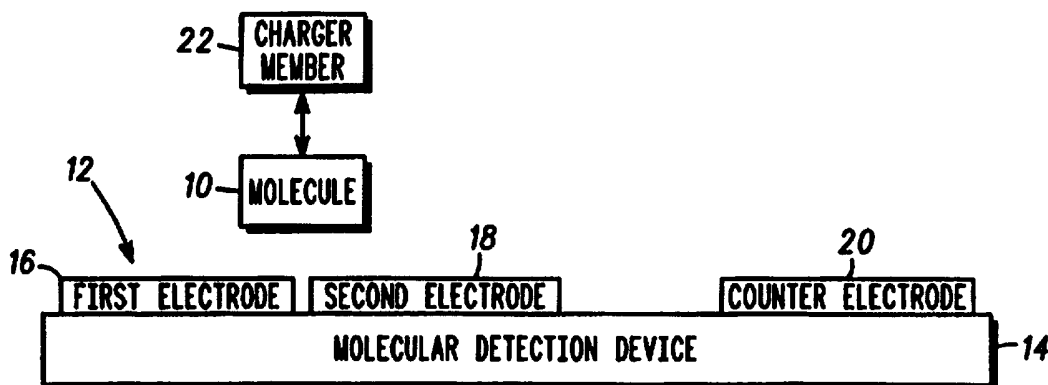 22
CHARGER
MEMBER
10
MOLECULE
12
16
FIRST ELECTRODE
18
SECOND ELECTRODE
20
COUNTER ELECTRODE
MOLECULAR DETECTION DEVICE
14